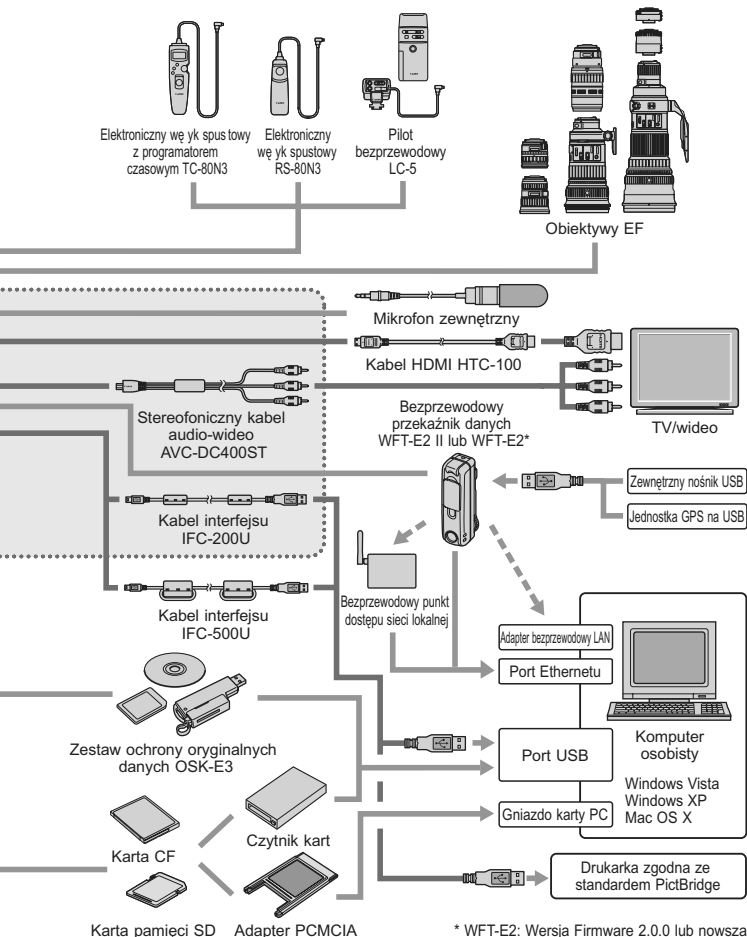 Elektroniczny wę yk spus towy
z programatorem
czasowym TC-80N3
Elektroniczny
wę yk spustowy
RS-80N3
Pilot
bezprzewodowy
LC-5
Obiektywy EF
Mikrofon zewnętrzny
Kabel HDMI HTC-100
Stereofoniczny kabel
audio-wideo
AVC-DC400ST
Bezprzewodowy
przekaźnik danych
WFT-E2 II lub WFT-E2*
TV/wideo
Zewnętrzny nośnik USB
Jednostka GPS na USB
Kabel interfejsu
IFC-200U
Kabel interfejsu
IFC-500U
Bezprzewodowy punkt
dostępu sieci lokalnej
Adapter bezprzewodowy LAN
Port Ethernetu
Zestaw ochrony oryginalnych
danych OSK-E3
Port USB
Komputer
osobisty
Windows Vista
Windows XP
Mac OS X
Gniazdo karty PC
Karta CF
Czytnik kart
Drukarka zgodna ze
standardem PictBridge
Karta pamięci SD
Adapter PCMCIA
* WFT-E2: Wersja Firmware 2.0.0 lub nowsza